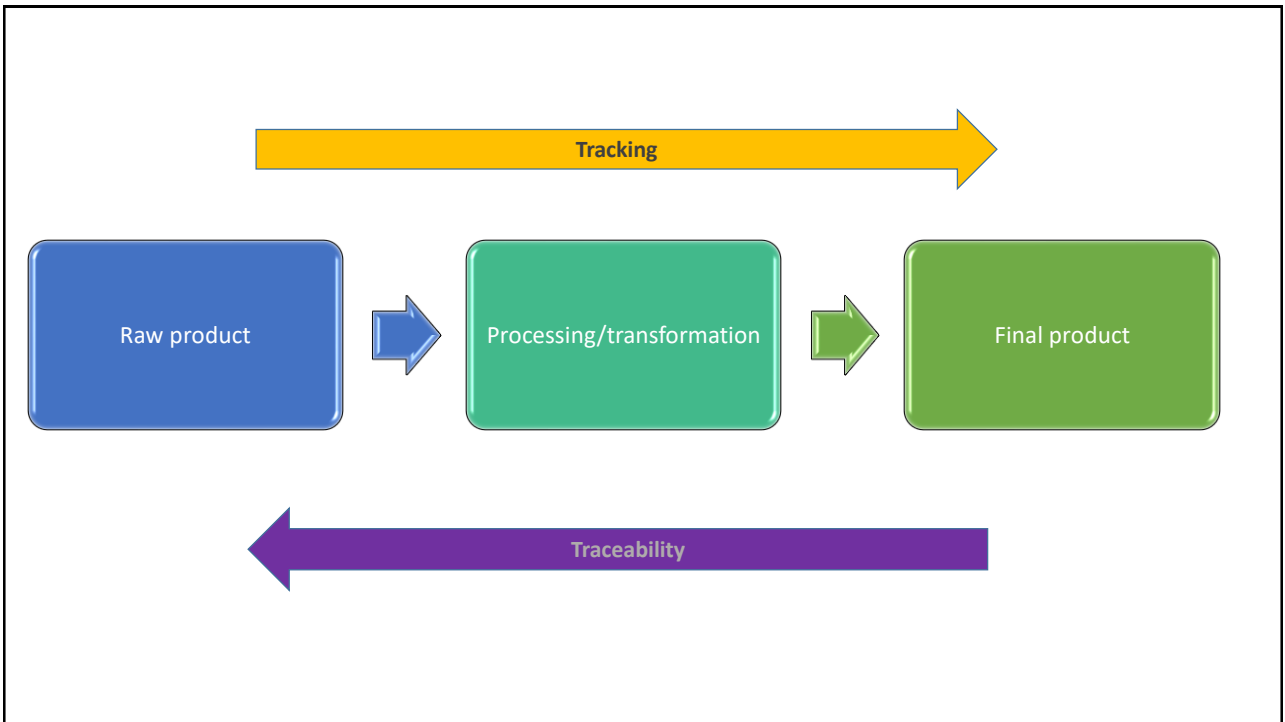 Tracking
Raw product
Processing/transformation
Final product
Traceability